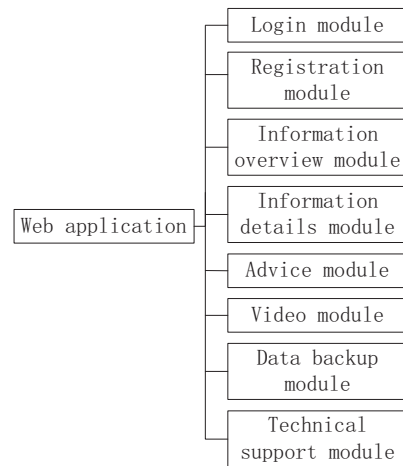 Login module
Registration
module
Information
overview module
Web application
Information
details module
Advice module
Video module
Data backup
module
Technical
support module